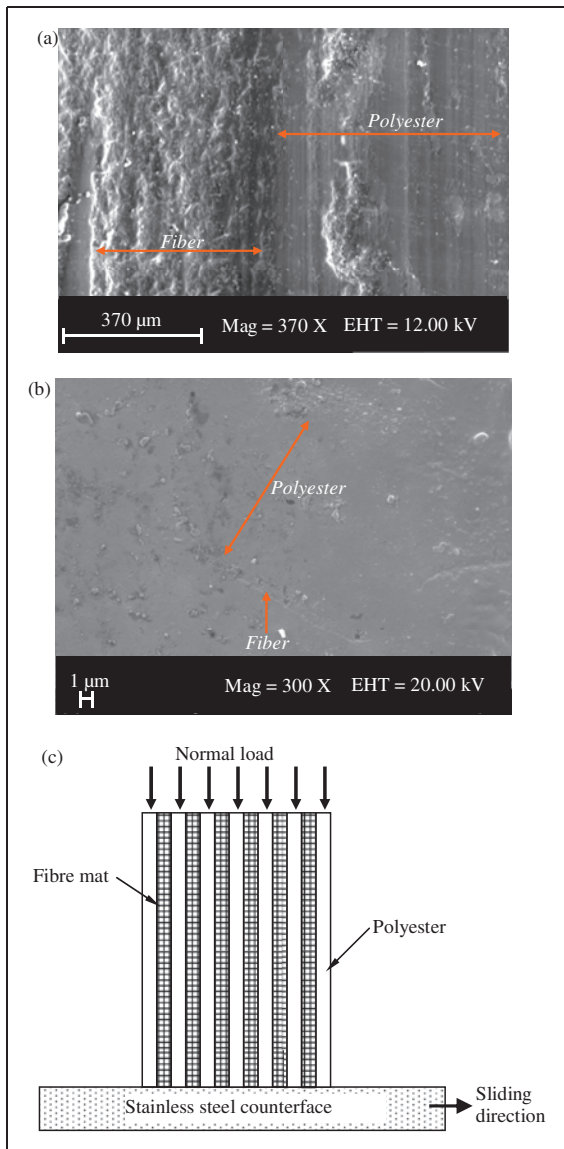 (a)
Polyester
Fiber
370 μm
Mag = 370 X EHT = 12.00 kV
(b)
Polyester
Fiber
1 μm
Mag = 300 X EHT = 20.00 kV
(c)
Normal load
Fibre mat
Polyester
Stainless steel counterface
Sliding
direction